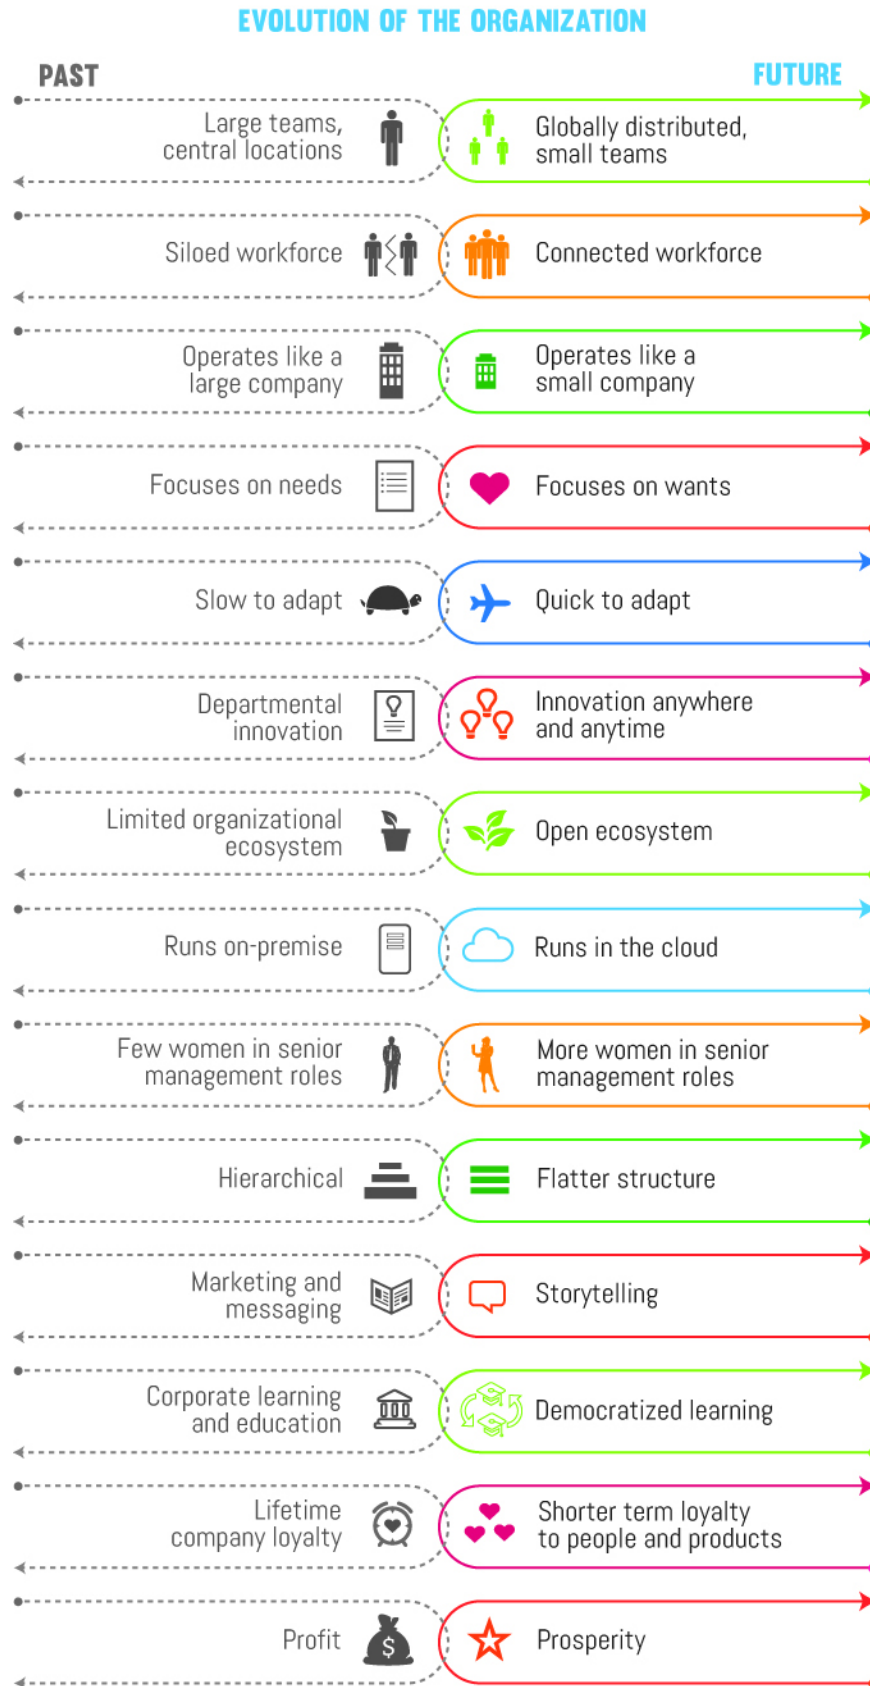 EVOLUTION OF THE ORGANIZATION
PAST
FUTURE
Large teams,
central locations
Globally distributed,
small teams
Siloed workforce
Connected workforce
Operates like a
large company
Operates like a
small company
Focuses on needs
Focuses on wants
Slow to adapt
Quick to adapt
Departmental
innovation
Innovation anywhere
and anytime
Limited organizational
ecosystem
Open ecosystem
Runs on-premise
Runs in the cloud
Few women in senior
management roles
More women in senior
management roles
Hierarchical
Flatter structure
Marketing and
messaging
Storytelling
Corporate learning
and education
Democratized learning
Lifetime
company loyalty
Shorter term loyalty
to people and products
Profit
$
Prosperity